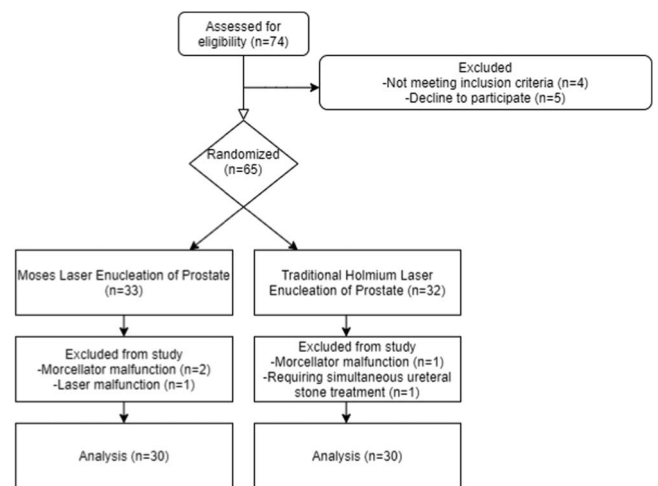 Assessed for
eligibility (n=74)
Excluded
-Not meeting inclusion criteria (n=4)
-Decline to participate (n=5)
Randomized
(n=65)
Moses Laser Enucleation of Prostate
(n=33)
Traditional Holmium Laser
Enucleation of Prostate (n=32)
Excluded from study
-Morcellator malfunction (n=2)
-Laser malfunction (n=1)
Excluded from study
-Morcellator malfunction (n=1)
-Requiring simultaneous ureteral
stone treatment (n=1)
Analysis (n=30)
Analysis (n=30)